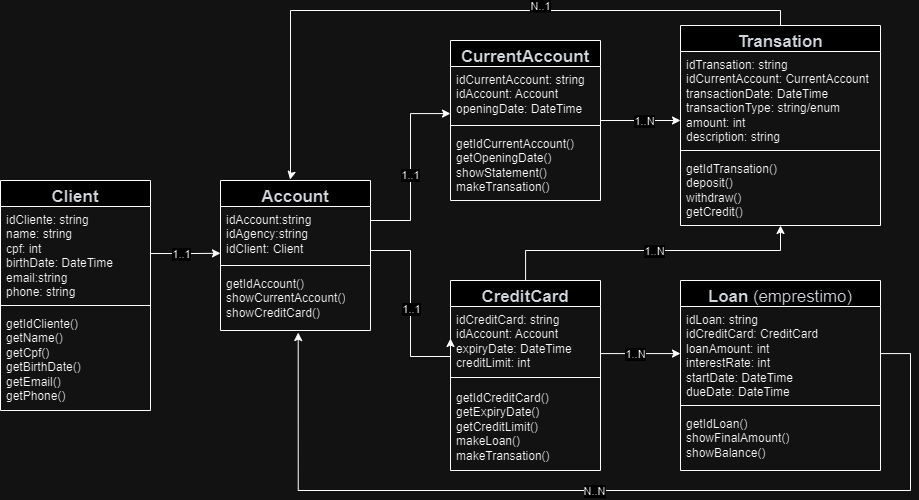 N..1
Client
idCliente: string
name: string
cpf: int
birthDate: DateTime
email:string
phone: string
getIdCliente()
getName()
getCpf()
getBirthDate()
getEmail()
getPhone()
1..1
Account
idAccount:string
idAgency:string
idClient: Client
getIdAccount()
showCurrentAccount()
showCreditCard()
1..1
1..1
CurrentAccount
idCurrentAccount: string
idAccount: Account
openingDate: DateTime
getIdCurrentAccount()
getOpeningDate()
showStatement()
makeTransation()
1..N
Transation
idTransation: string
idCurrentAccount: CurrentAccount
transactionDate: DateTime
transactionType: string/enum
amount: int
description: string
getIdTransation()
deposit()
withdraw()
getCredit()
1..N
CreditCard
idCreditCard: string
idAccount: Account
expiryDate: DateTime
creditLimit: int
getIdCreditCard()
getExpiryDate()
getCreditLimit()
makeLoan()
makeTransation()
1..N
Loan (emprestimo)
idLoan: string
idCreditCard: CreditCard
loanAmount: int
interestRate: int
startDate: DateTime
dueDate: DateTime
getIdLoan()
showFinalAmount()
showBalance()
N..N